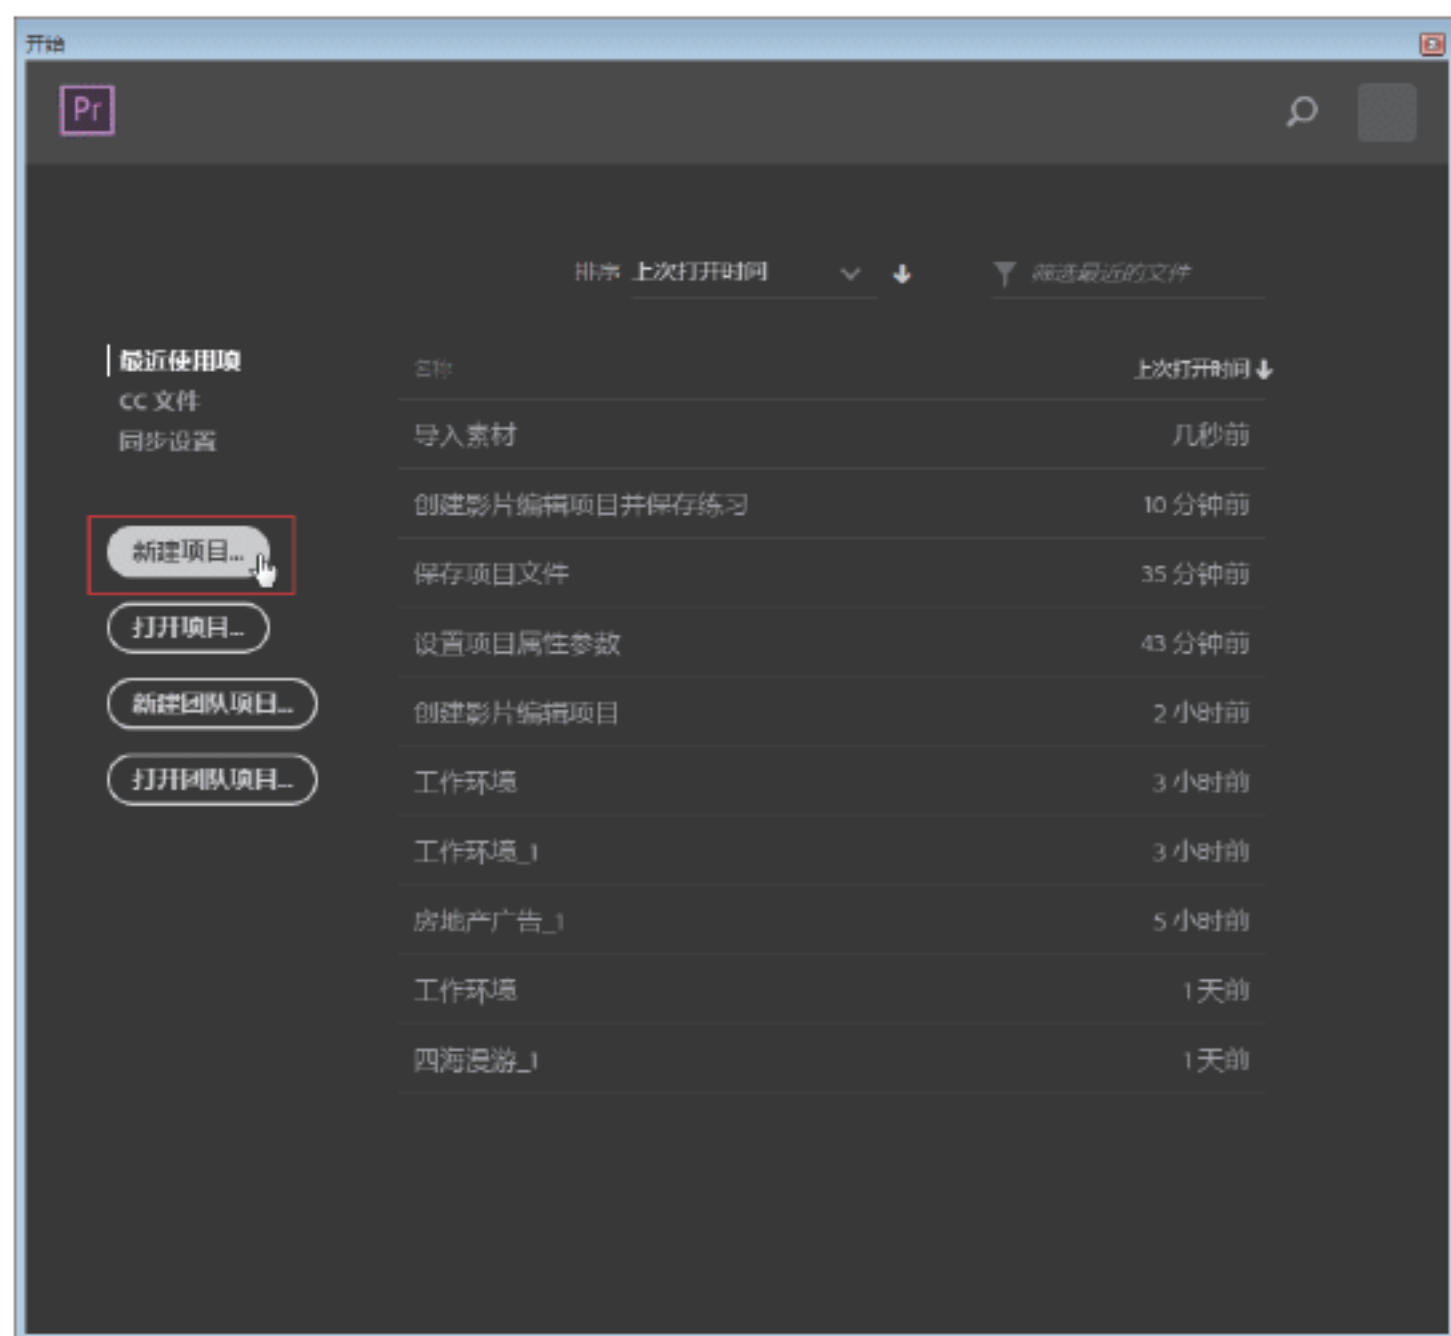 开始
Pr
排序 上次打开时间
筛选最近的文件
最近使用项
CC 文件
同步设置
新建项目...
打开项目...
新建团队项目...
打开团队项目...
名称 上次打开时间
导入素材 几秒前
创建影片编辑项目并保存练习 10 分钟前
保存项目文件 35 分钟前
设置项目属性参数 43 分钟前
创建影片编辑项目 2 小时前
工作环境 3 小时前
工作环境_1 3 小时前
房地产广告_1 5 小时前
工作环境 1 天前
四海漫游_1 1 天前